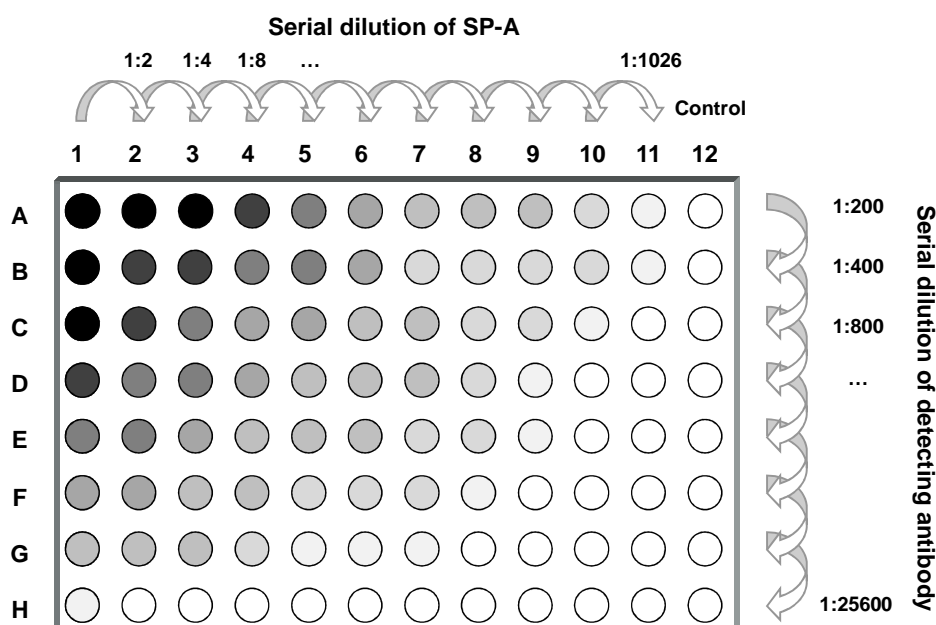 Serial dilution of SP-A
1:2 1:4 1:8 ... 1:1026
Control
1 2 3 4 5 6 7 8 9 10 11 12
A 1:200
B 1:400
C 1:800
D ...
E
F
G
H 1:25600
Serial dilution of detecting antibody